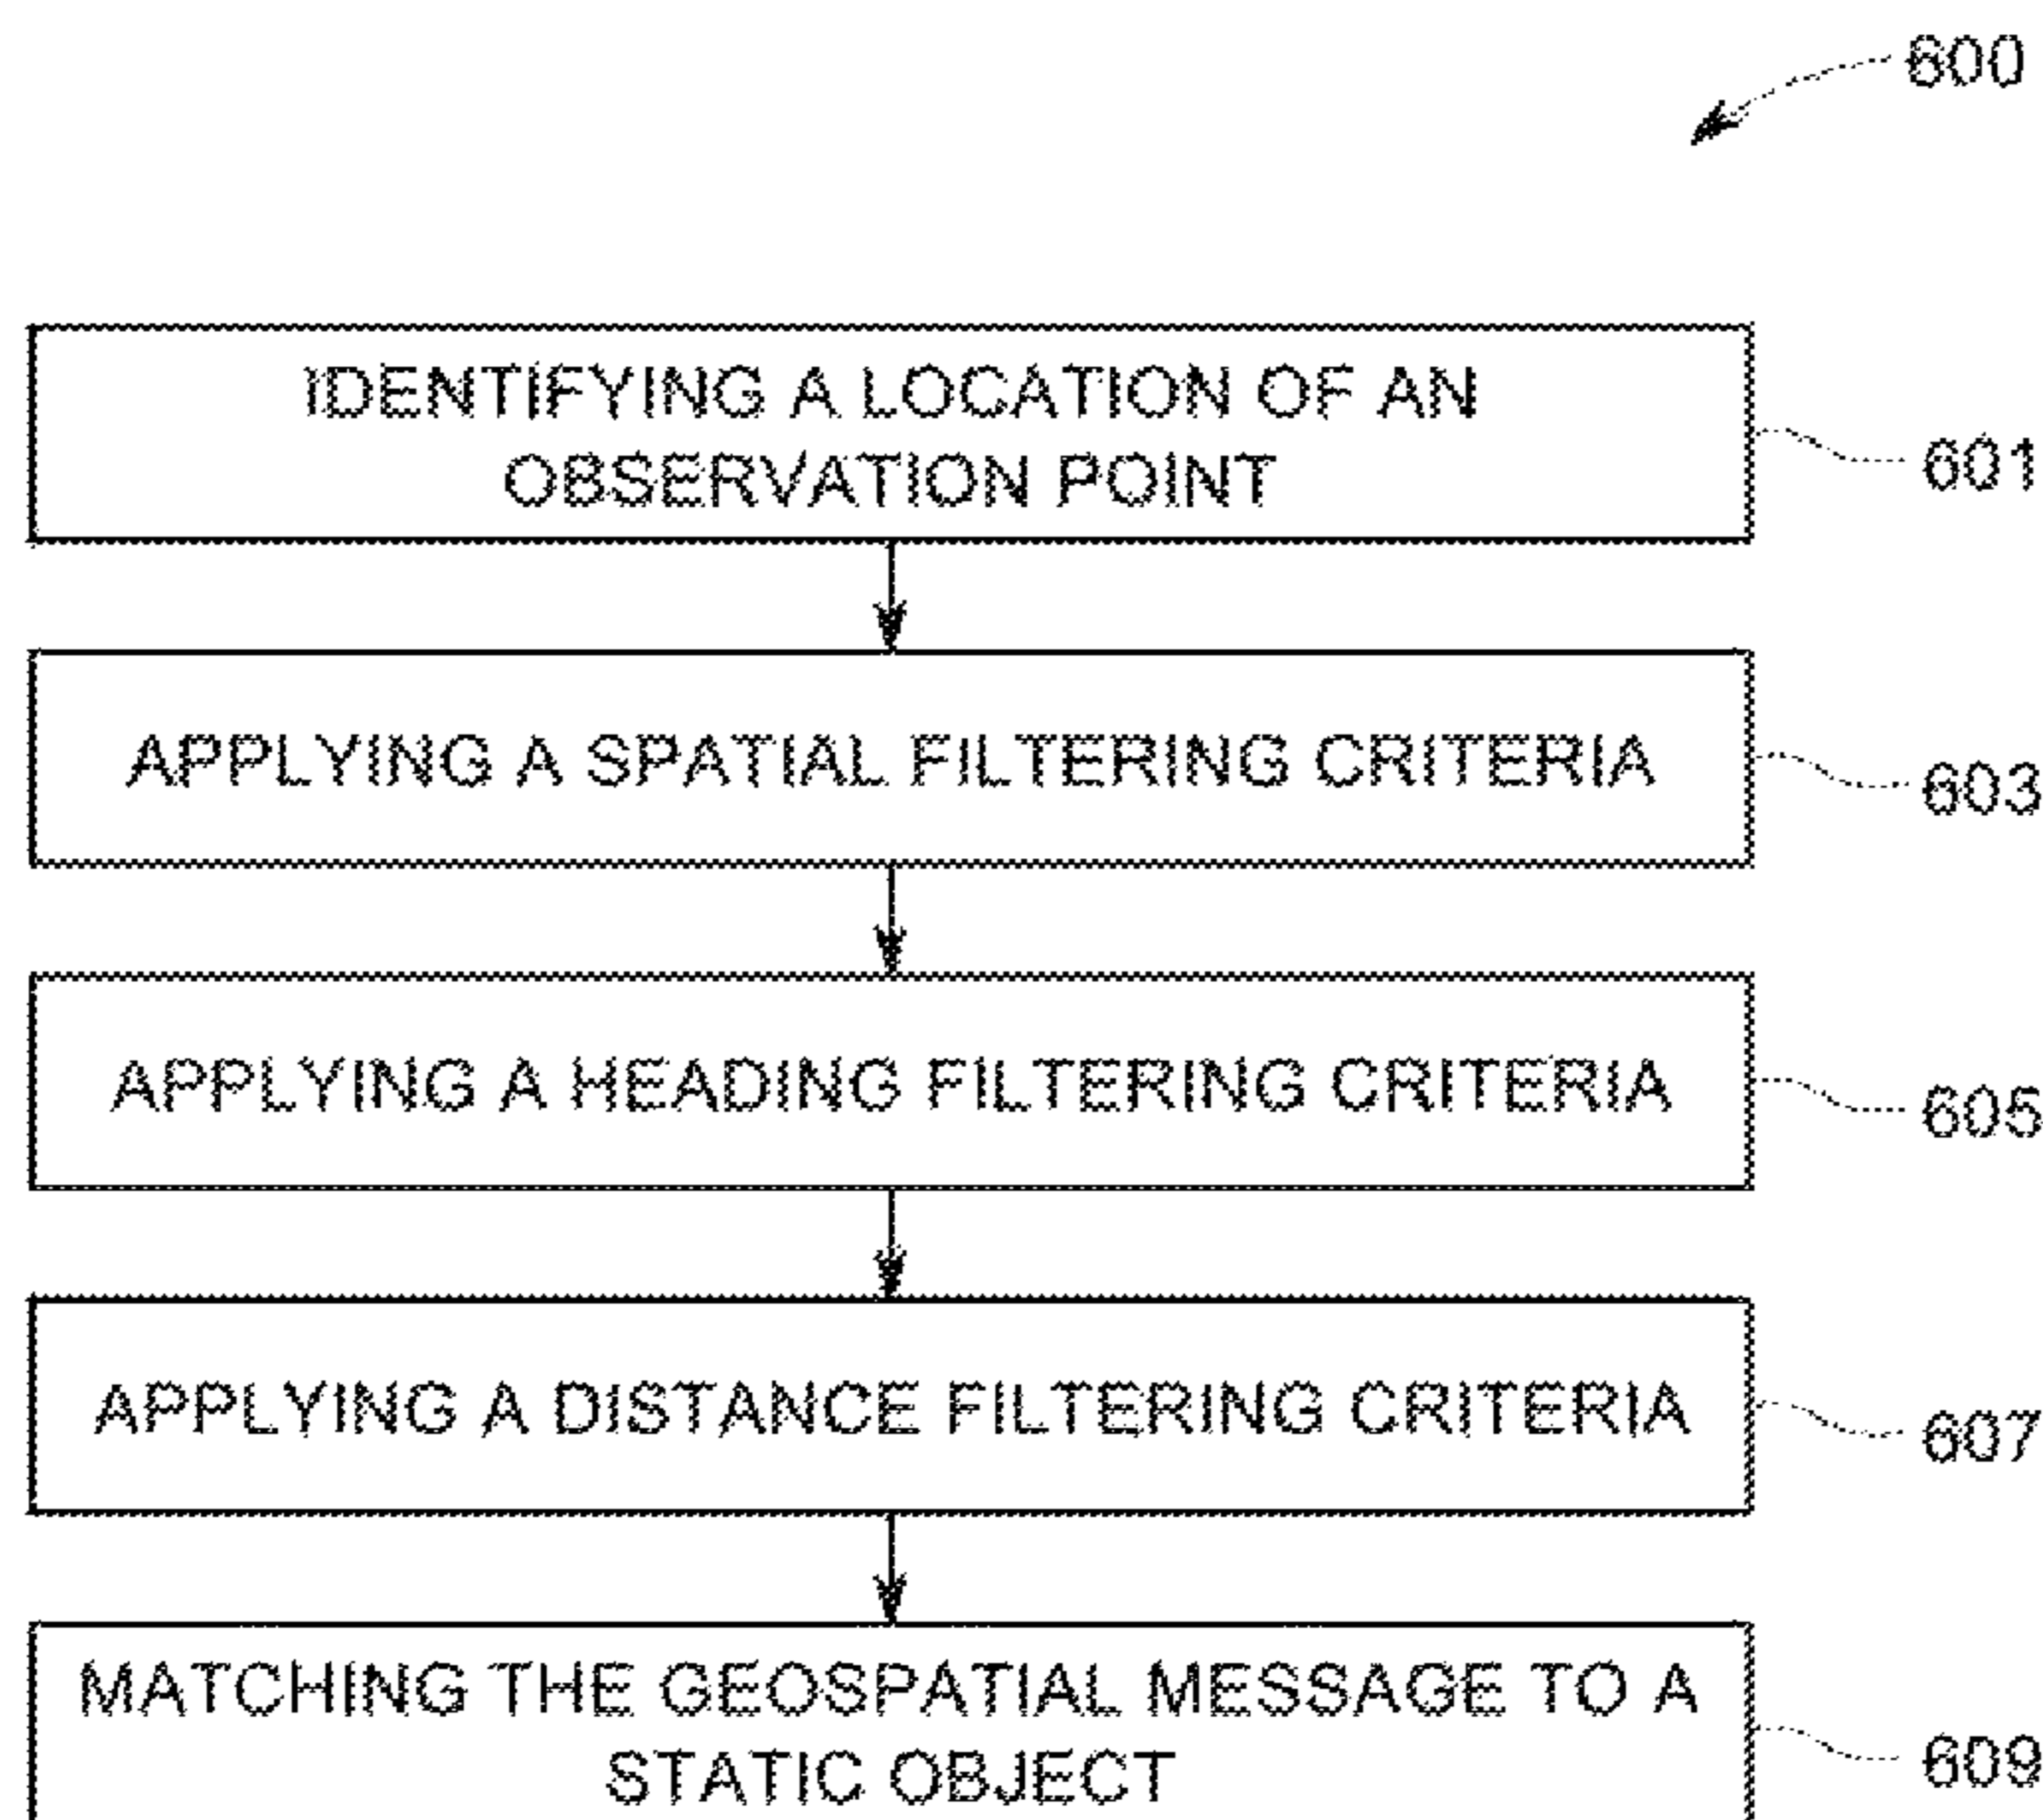 600
IDENTIFYING A LOCATION OF AN
OBSERVATION POINT
601
APPLYING A SPATIAL FILTERING CRITERIA
603
APPLYING A HEADING FILTERING CRITERIA
605
APPLYING A DISTANCE FILTERING CRITERIA
607
MATCHING THE GEOSPATIAL MESSAGE TO A
STATIC OBJECT
609